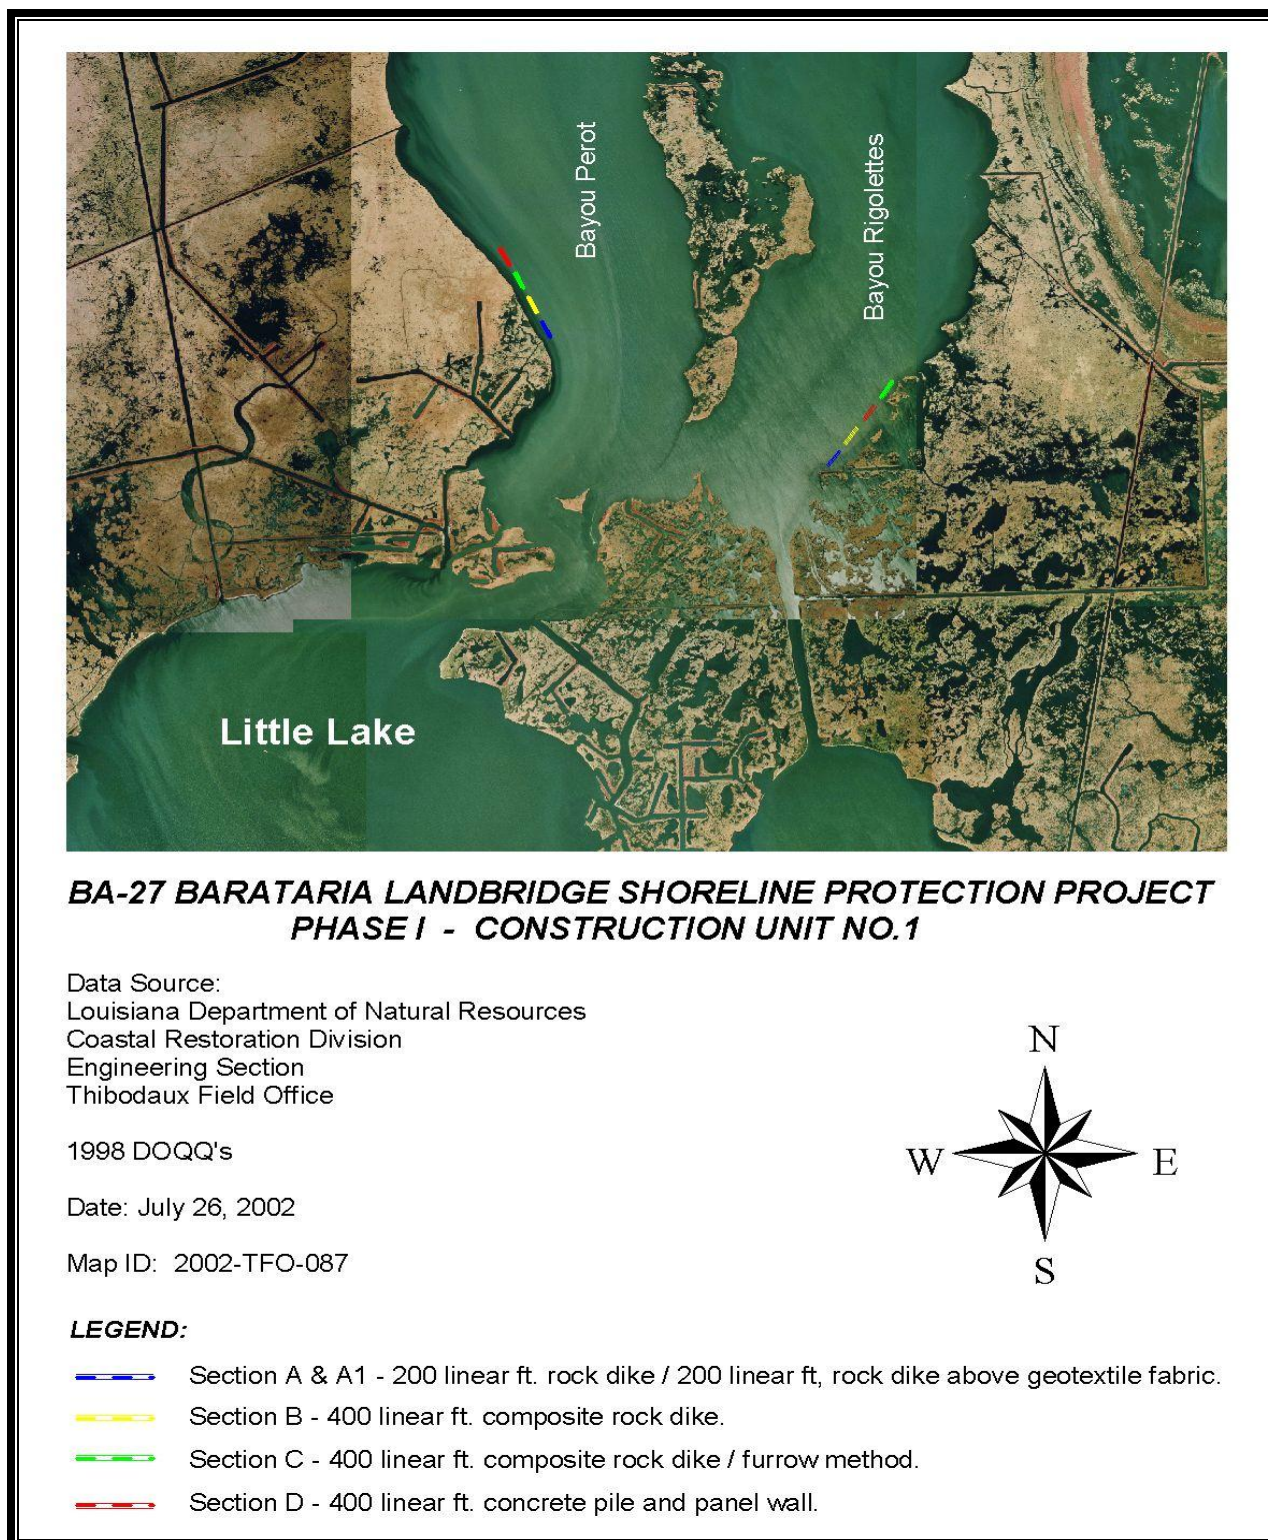 Bayou Perot
Bayou Rigolettes
Little Lake
BA-27 BARATARIA LANDBRIDGE SHORELINE PROTECTION PROJECT
PHASE I - CONSTRUCTION UNIT NO.1
Data Source:
Louisiana Department of Natural Resources
Coastal Restoration Division
Engineering Section
Thibodaux Field Office
1998 DOQQ's
Date: July 26, 2002
Map ID: 2002-TFO-087
N
W
E
S
LEGEND:
Section A & A1 - 200 linear ft. rock dike / 200 linear ft, rock dike above geotextile fabric.
Section B - 400 linear ft. composite rock dike.
Section C - 400 linear ft. composite rock dike / furrow method.
Section D - 400 linear ft. concrete pile and panel wall.